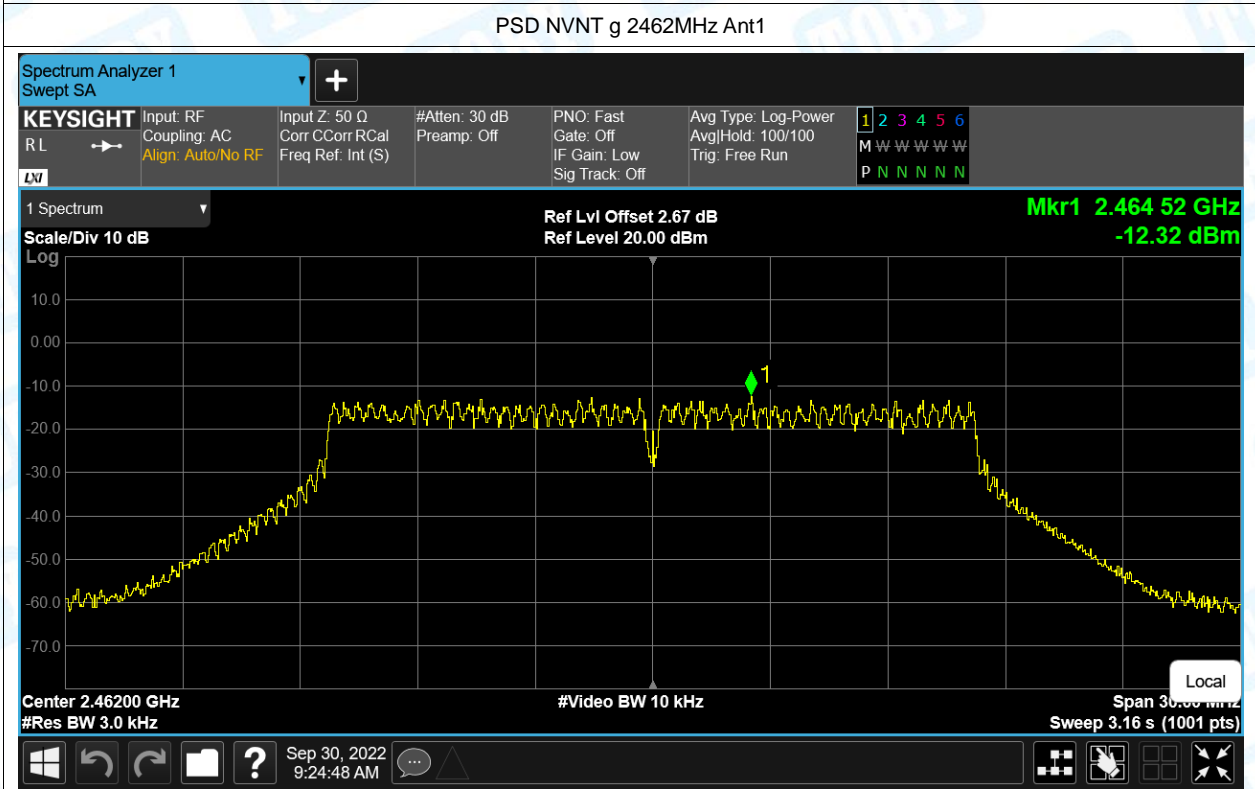 PSD NVNT g 2462MHz Ant1
Spectrum Analyzer 1
Swept SA
KEYSIGHT
R L
LXI
Input: RF
Coupling: AC
Align: Auto/No RF
Input Z: 50 Ω
Corr CCorr RCal
Freq Ref: Int (S)
#Atten: 30 dB
Preamp: Off
PNO: Fast
Gate: Off
IF Gain: Low
Sig Track: Off
Avg Type: Log-Power
Avg|Hold: 100/100
Trig: Free Run
1 2 3 4 5 6
M W W W W W
P N N N N N
1 Spectrum
Scale/Div 10 dB
Log
Ref Lvl Offset 2.67 dB
Ref Level 20.00 dBm
Mkr1 2.464 52 GHz
-12.32 dBm
10.0
0.00
-10.0
-20.0
-30.0
-40.0
-50.0
-60.0
-70.0
1
Center 2.46200 GHz
#Res BW 3.0 kHz
#Video BW 10 kHz
Local
Span 30.00 MHz
Sweep 3.16 s (1001 pts)
?
Sep 30, 2022
9:24:48 AM
TOBY